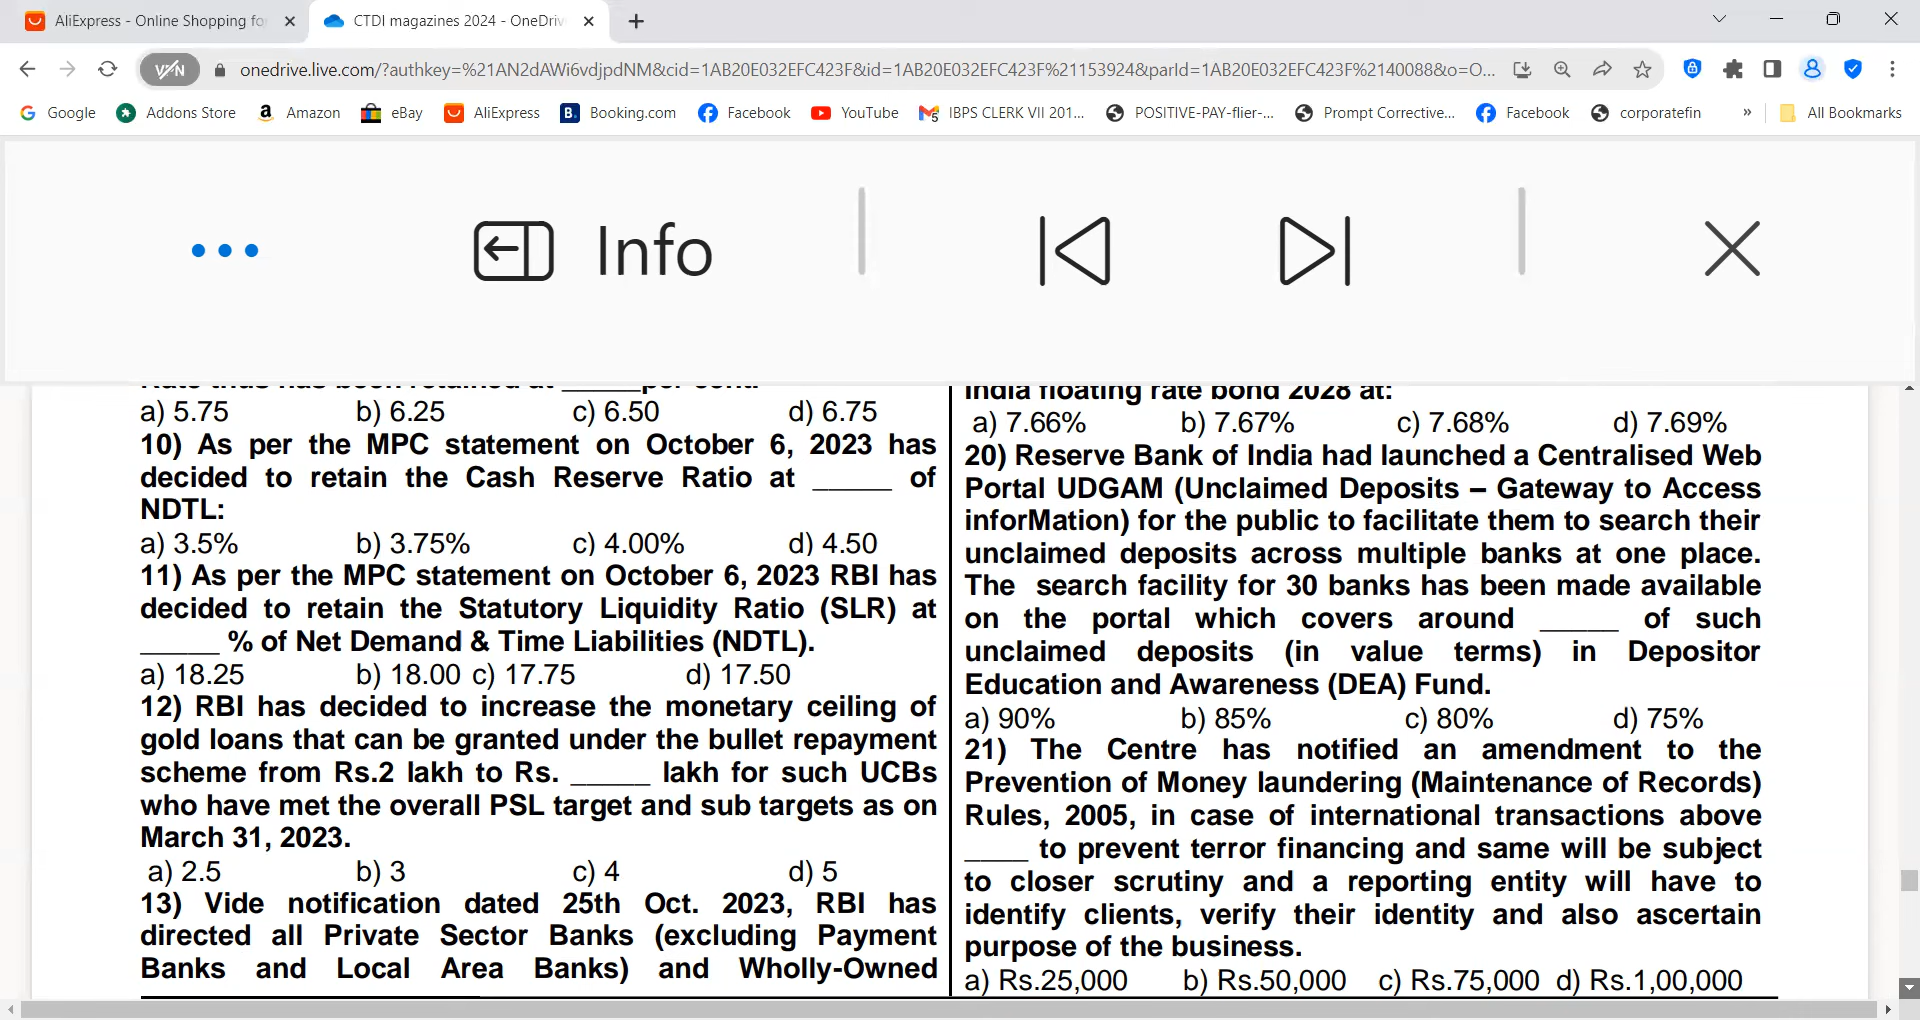 AliExpress - Online Shopping fo
CTDI magazines 2024 - OneDriv
VPN
onedrive.live.com/?authkey=%21AN2dAWi6vdjpdNM&cid=1AB20E032EFC423F&id=1AB20E032EFC423F%21153924&parId=1AB20E032EFC423F%2140088&o=O...
Google
Addons Store
Amazon
eBay
AliExpress
Booking.com
Facebook
YouTube
IBPS CLERK VII 201...
POSITIVE-PAY-flier-...
Prompt Corrective...
Facebook
corporatefin
»
All Bookmarks
Info
a) 5.75 b) 6.25 c) 6.50 d) 6.75
10) As per the MPC statement on October 6, 2023 has
decided to retain the Cash Reserve Ratio at _____ of
NDTL:
a) 3.5% b) 3.75% c) 4.00% d) 4.50
11) As per the MPC statement on October 6, 2023 RBI has
decided to retain the Statutory Liquidity Ratio (SLR) at
_____ % of Net Demand & Time Liabilities (NDTL).
a) 18.25 b) 18.00 c) 17.75 d) 17.50
12) RBI has decided to increase the monetary ceiling of
gold loans that can be granted under the bullet repayment
scheme from Rs.2 lakh to Rs. _____ lakh for such UCBs
who have met the overall PSL target and sub targets as on
March 31, 2023.
a) 2.5 b) 3 c) 4 d) 5
13) Vide notification dated 25th Oct. 2023, RBI has
directed all Private Sector Banks (excluding Payment
Banks and Local Area Banks) and Wholly-Owned
India floating rate bond 2028 at:
a) 7.66% b) 7.67% c) 7.68% d) 7.69%
20) Reserve Bank of India had launched a Centralised Web
Portal UDGAM (Unclaimed Deposits – Gateway to Access
inforMation) for the public to facilitate them to search their
unclaimed deposits across multiple banks at one place.
The search facility for 30 banks has been made available
on the portal which covers around _____ of such
unclaimed deposits (in value terms) in Depositor
Education and Awareness (DEA) Fund.
a) 90% b) 85% c) 80% d) 75%
21) The Centre has notified an amendment to the
Prevention of Money laundering (Maintenance of Records)
Rules, 2005, in case of international transactions above
____ to prevent terror financing and same will be subject
to closer scrutiny and a reporting entity will have to
identify clients, verify their identity and also ascertain
purpose of the business.
a) Rs.25,000 b) Rs.50,000 c) Rs.75,000 d) Rs.1,00,000